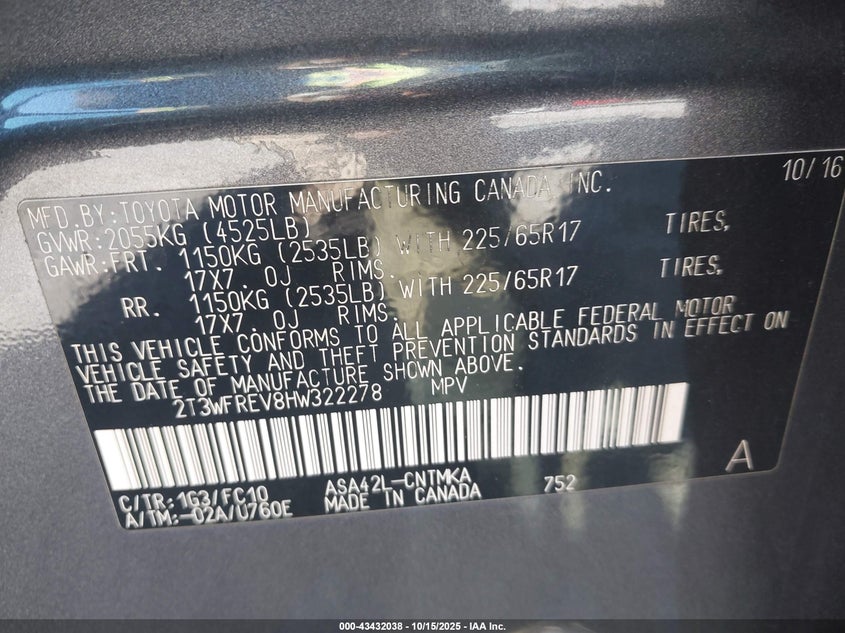 10/16
MFD.BY:TOYOTA MOTOR MANUFACTURING CANADA INC.
GVWR:2055KG (4525LB)
GAWR:FRT. 1150KG (2535LB) WITH 225/65R17 TIRES,
17X7.0J RIMS.
RR. 1150KG (2535LB) WITH 225/65R17 TIRES,
17X7.0J RIMS.
THIS VEHICLE CONFORMS TO ALL APPLICABLE FEDERAL MOTOR
VEHICLE SAFETY AND THEFT PREVENTION STANDARDS IN EFFECT ON
THE DATE OF MANUFACTURE SHOWN ABOVE.
2T3WFREV8HW322278 MPV
A
C/TR:1G3/FC10 ASA42L-CNTMKA 752
A/TM:-02A/U760E MADE IN CANADA
000-43432038 - 10/15/2025 - IAA Inc.